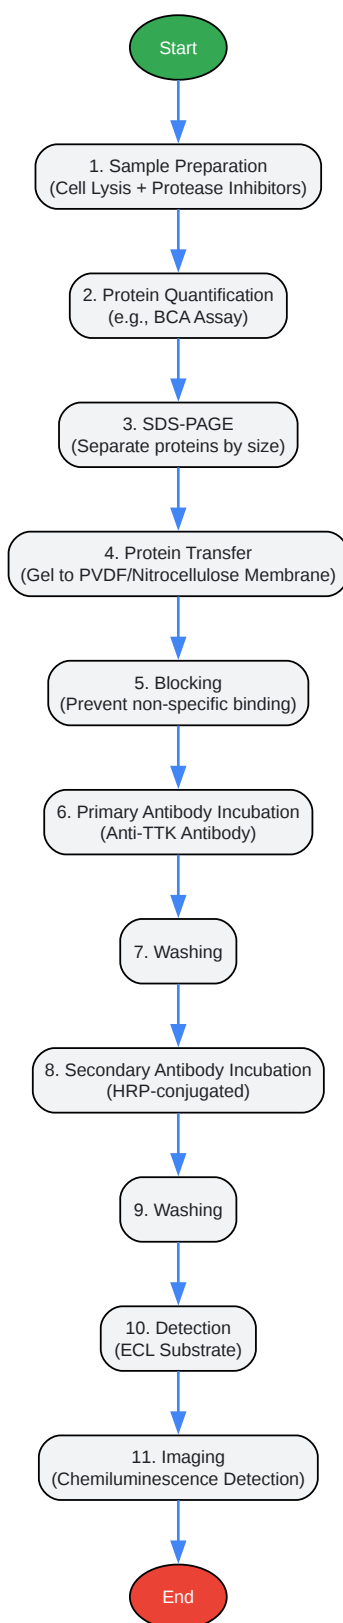 Start
1. Sample Preparation
(Cell Lysis + Protease Inhibitors)
2. Protein Quantification
(e.g., BCA Assay)
3. SDS-PAGE
(Separate proteins by size)
4. Protein Transfer
(Gel to PVDF/Nitrocellulose Membrane)
5. Blocking
(Prevent non-specific binding)
6. Primary Antibody Incubation
(Anti-TTK Antibody)
7. Washing
8. Secondary Antibody Incubation
(HRP-conjugated)
9. Washing
10. Detection
(ECL Substrate)
11. Imaging
(Chemiluminescence Detection)
End